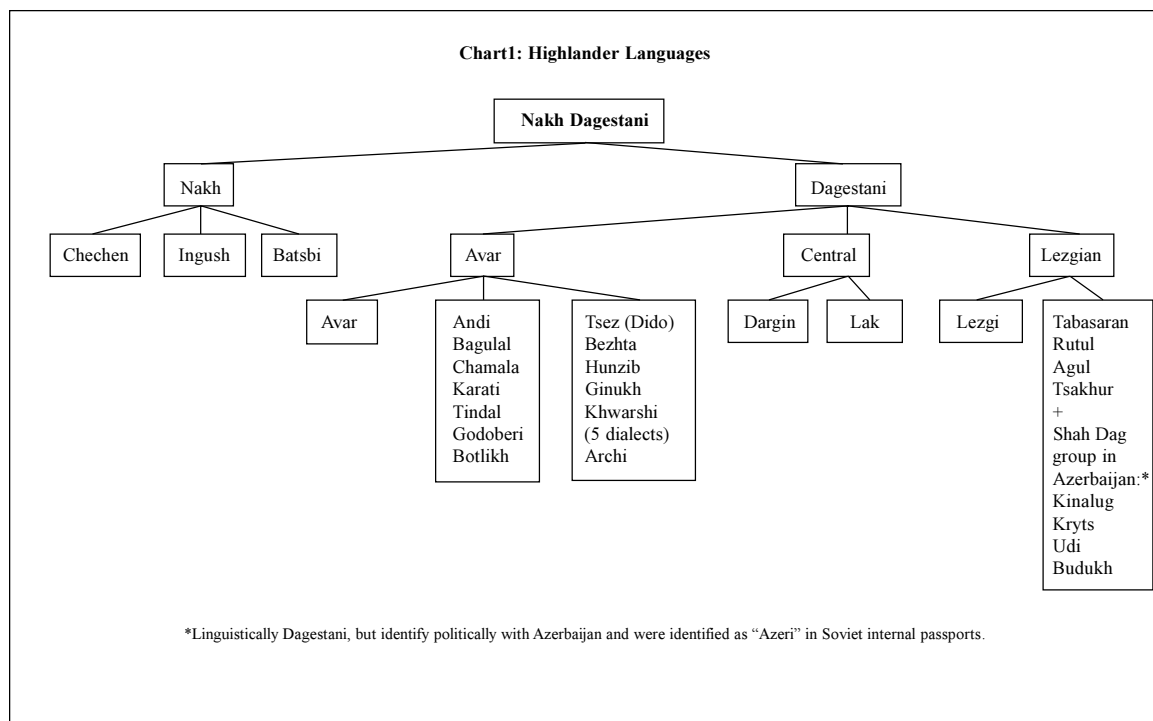 Chart1: Highlander Languages
Nakh Dagestani
Nakh
Dagestani
Chechen
Ingush
Batsbi
Avar
Central
Lezgian
Avar
Andi
Bagulal
Chamala
Karati
Tindal
Godoberi
Botlikh
Tsez (Dido)
Bezhta
Hunzib
Ginukh
Khwarshi
(5 dialects)
Archi
Dargin
Lak
Lezgi
Tabasaran
Rutul
Agul
Tsakhur
+
Shah Dag
group in
Azerbaijan:*
Kinalug
Kryts
Udi
Budukh
*Linguistically Dagestani, but identify politically with Azerbaijan and were identified as “Azeri” in Soviet internal passports.